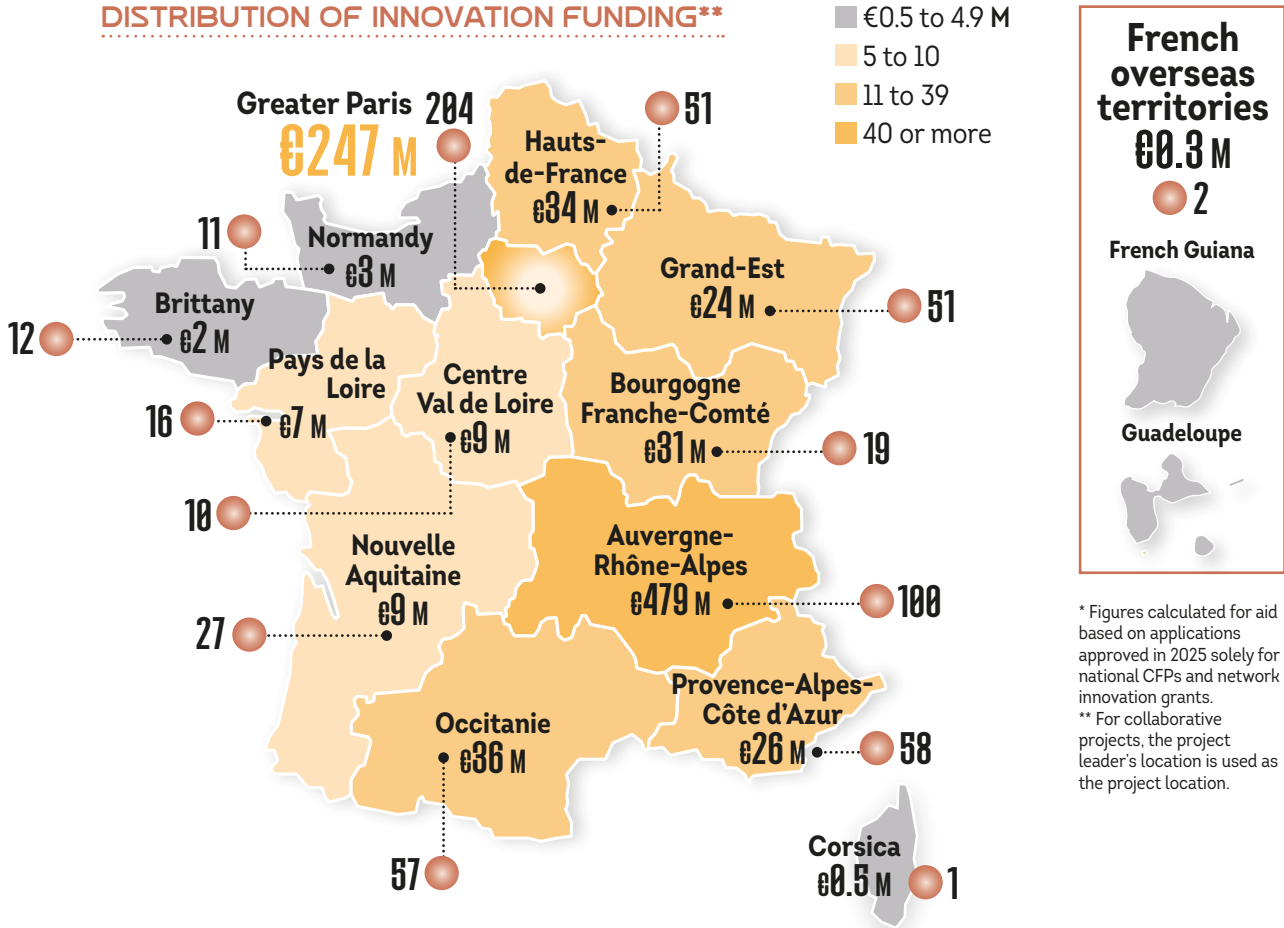 DISTRIBUTION OF INNOVATION FUNDING**
€0.5 to 4.9 M
5 to 10
11 to 39
40 or more
Greater Paris
€247 M
204
Hauts-
de-France
€34 M
51
Normandy
€3 M
11
Grand-Est
€24 M
51
Brittany
€2 M
12
Pays de la
Loire
€7 M
16
Centre
Val de Loire
€9 M
10
Bourgogne
Franche-Comté
€31 M
19
Nouvelle
Aquitaine
€9 M
27
Auvergne-
Rhône-Alpes
€479 M
100
Provence-Alpes-
Côte d'Azur
€26 M
58
Occitanie
€36 M
57
Corsica
€0.5 M
1
French
overseas
territories
€0.3 M
2
French Guiana
Guadeloupe
* Figures calculated for aid
based on applications
approved in 2025 solely for
national CFPs and network
innovation grants.
** For collaborative
projects, the project
leader's location is used as
the project location.